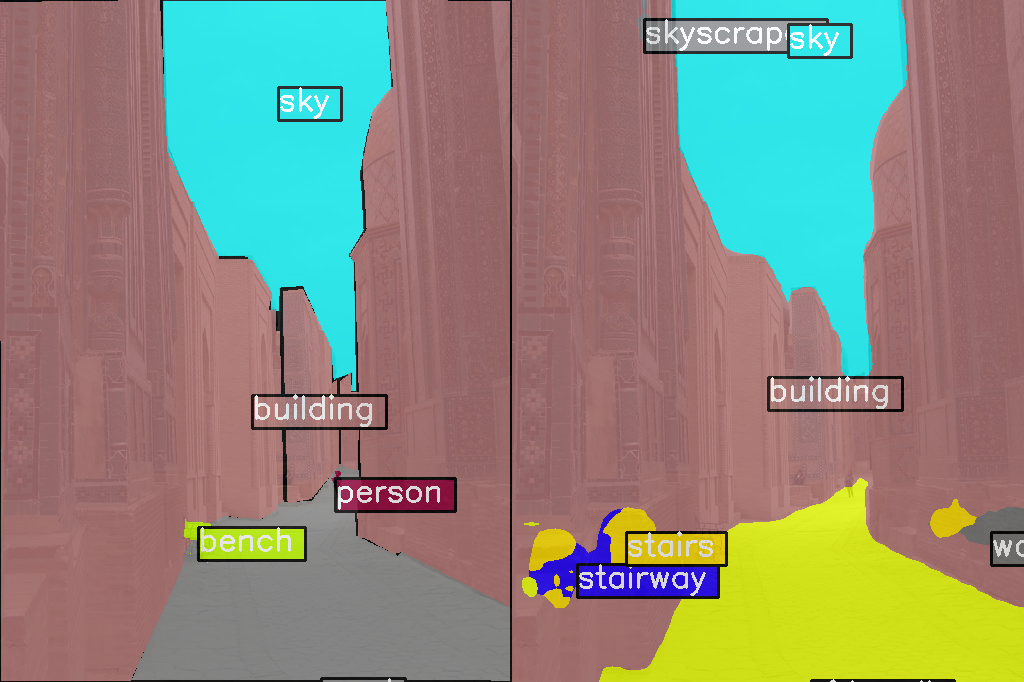 sky
building
person
bench
skyscrap
sky
building
stairs
stairway